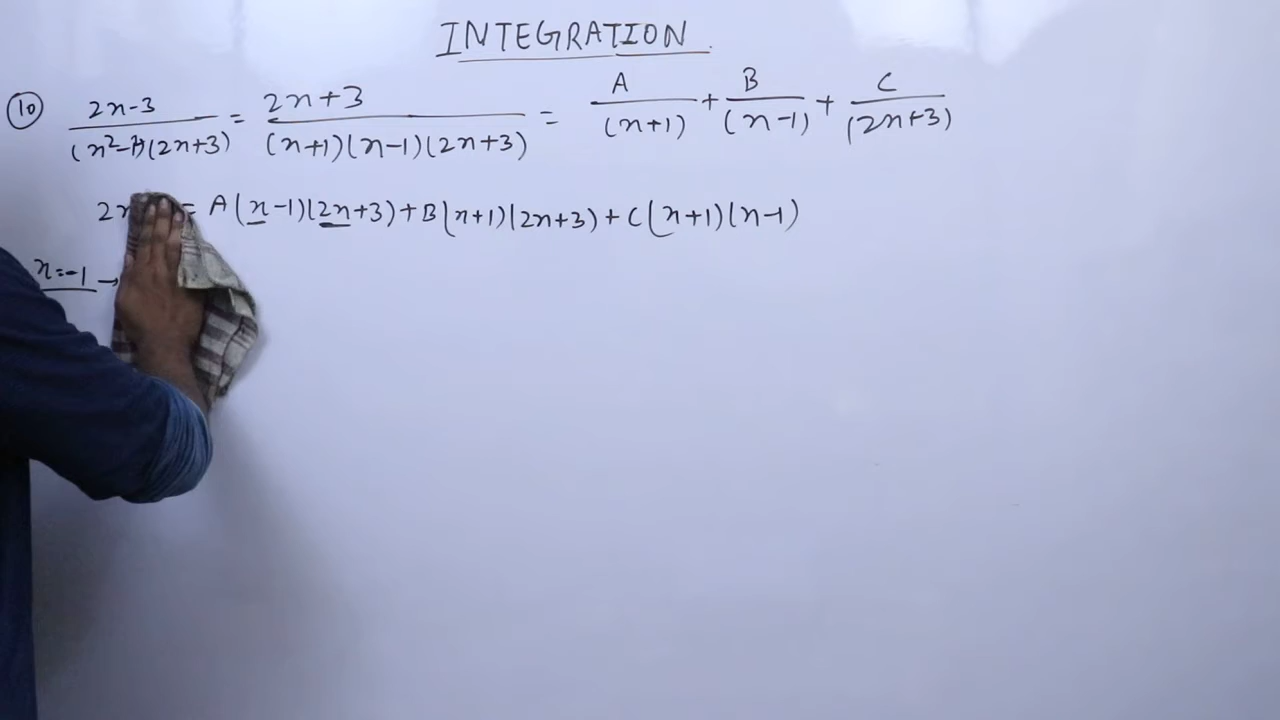 INTEGRATION
(10) 2x-3/(x²-1)(2x+3) = 2x+3/(x+1)(x-1)(2x+3) = A/(x+1) + B/(x-1) + C/(2x+3)
= A(x-1)(2x+3) + B(x+1)(2x+3) + C(x+1)(x-1)
x=-1 →